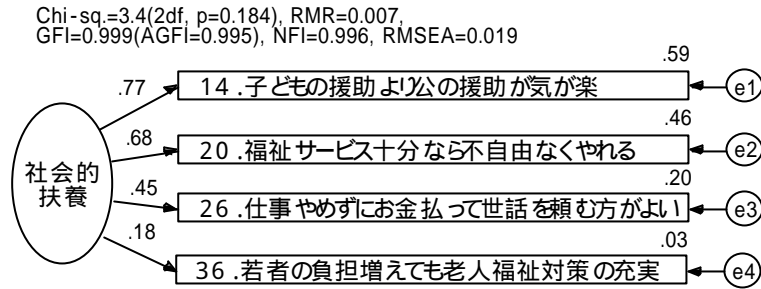 Chi-sq.=3.4(2df, p=0.184), RMR=0.007,
GFI=0.999(AGFI=0.995), NFI=0.996, RMSEA=0.019
.59
.77
14.子どもの援助より公の援助が気が楽
e1
.46
.68
20.福祉サービス十分なら不自由なくやれる
e2
社会的
扶養
.20
.45
26.仕事やめずにお金払って世話を頼む方がよい
e3
.18
.03
36.若者の負担増えても老人福祉対策の充実
e4